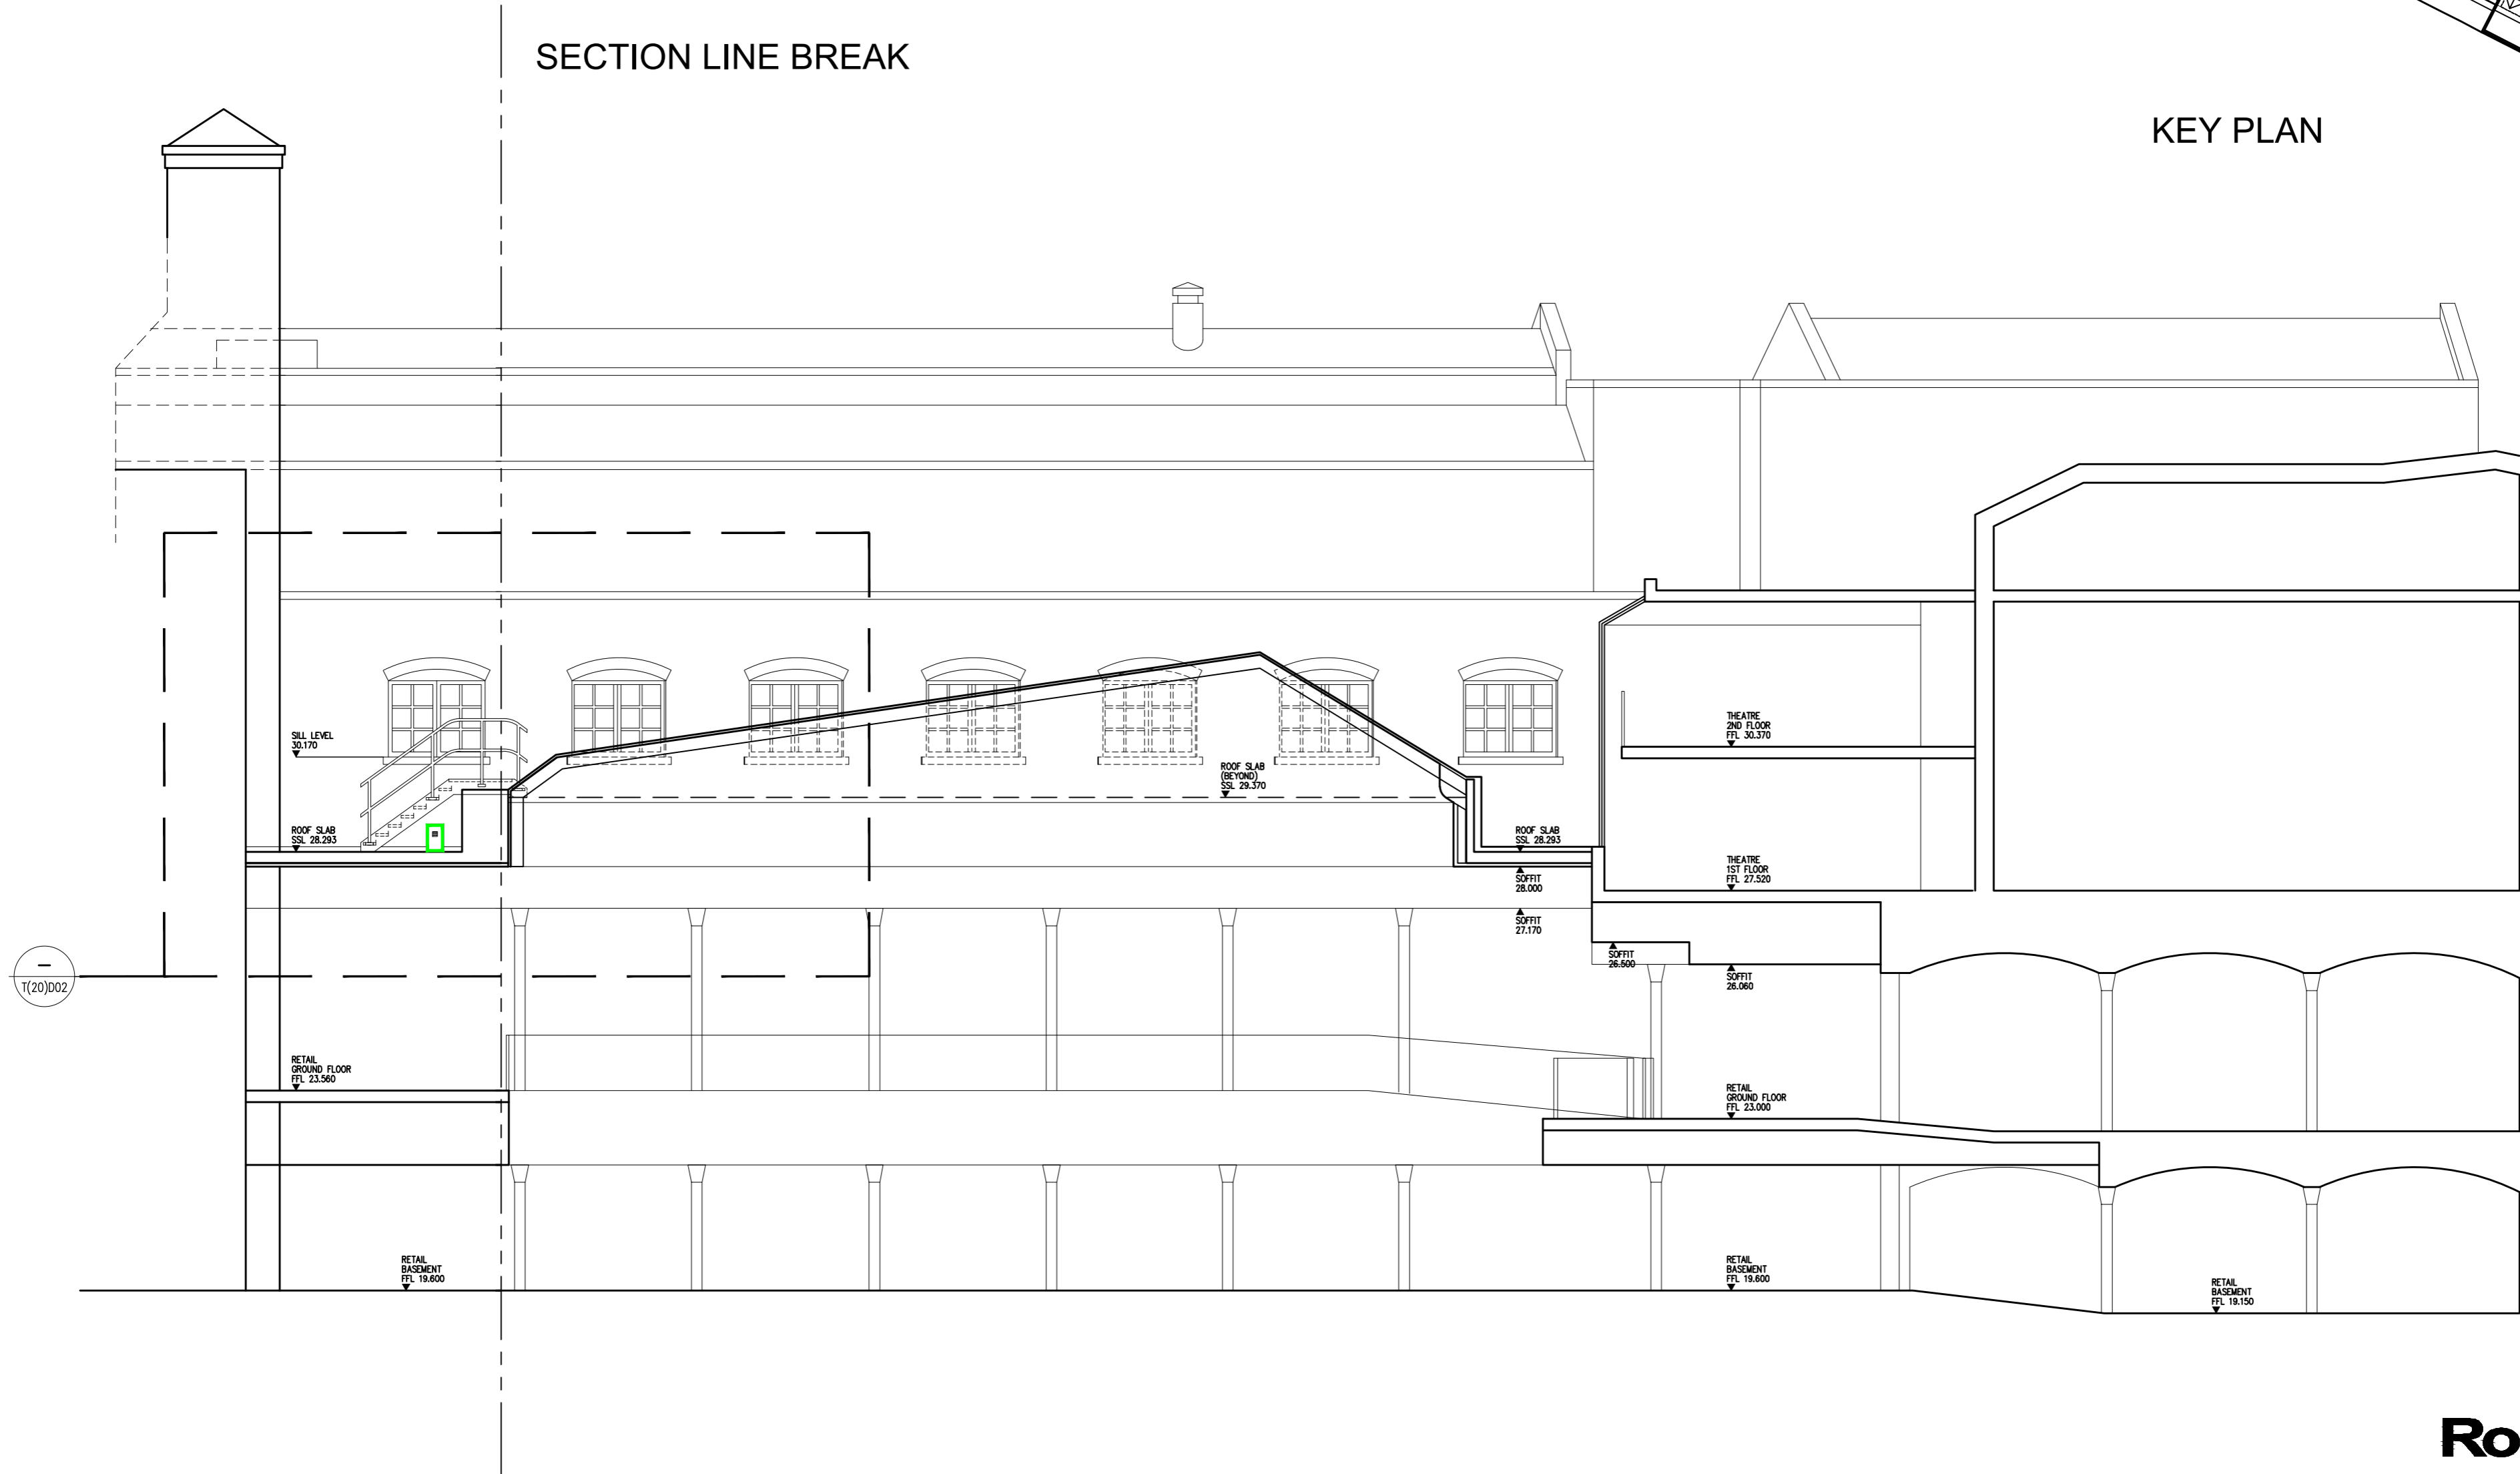 SECTION LINE BREAK
KEY PLAN
SILL LEVEL
30.170
THEATRE
2ND FLOOR
FFL 30.370
ROOF SLAB
(BEYOND)
SSL 29.370
ROOF SLAB
SSL 28.293
ROOF SLAB
SSL 28.293
THEATRE
1ST FLOOR
FFL 27.520
SOFFIT
28.000
SOFFIT
27.170
SOFFIT
26.500
SOFFIT
26.060
T(20)D02
RETAIL
GROUND FLOOR
FFL 23.560
RETAIL
GROUND FLOOR
FFL 23.000
RETAIL
BASEMENT
FFL 19.600
RETAIL
BASEMENT
FFL 19.600
RETAIL
BASEMENT
FFL 19.150
Ro